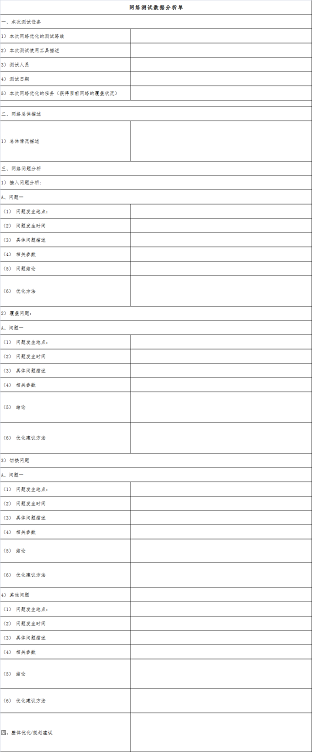 网络测试数据分析单
一、本次测试任务
1) 本次网络优化的测试路线
2) 本次测试使用工具描述
3) 测试人员
4) 测试日期
5) 本次网络优化的任务（获得目前网络的覆盖状况）
二、网络总体描述
1) 总体情况描述
三、网络问题分析
1) 接入问题分析：
A、问题一
(1) 问题发生地点：
(2) 问题发生时间
(3) 具体问题描述
(4) 相关参数
(5) 问题结论
(6) 优化方法
2) 覆盖问题：
A、问题一
(1) 问题发生地点：
(2) 问题发生时间
(3) 具体问题描述
(4) 相关参数
(5) 结论
(6) 优化建议方法
3) 切换问题
A、问题一
(1) 问题发生地点：
(2) 问题发生时间
(3) 具体问题描述
(4) 相关参数
(5) 结论
(6) 优化建议方法
4) 其他问题
(1) 问题发生地点：
(2) 问题发生时间
(3) 具体问题描述
(4) 相关参数
(5) 结论
(6) 优化建议方法
四、整体优化/规划建议